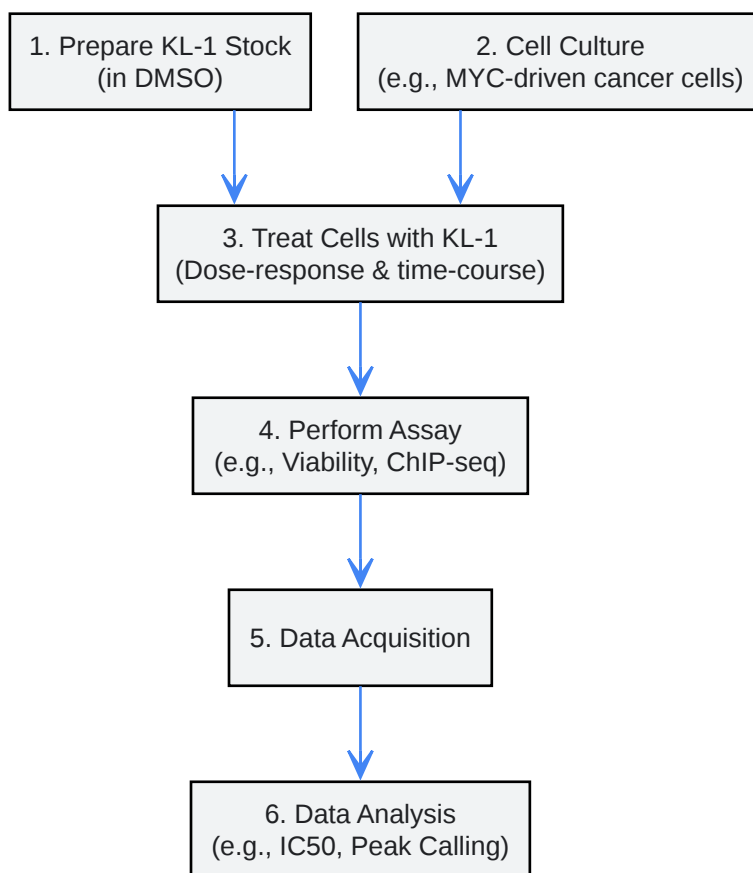 1. Prepare KL-1 Stock
(in DMSO)
2. Cell Culture
(e.g., MYC-driven cancer cells)
3. Treat Cells with KL-1
(Dose-response & time-course)
4. Perform Assay
(e.g., Viability, ChIP-seq)
5. Data Acquisition
6. Data Analysis
(e.g., IC50, Peak Calling)